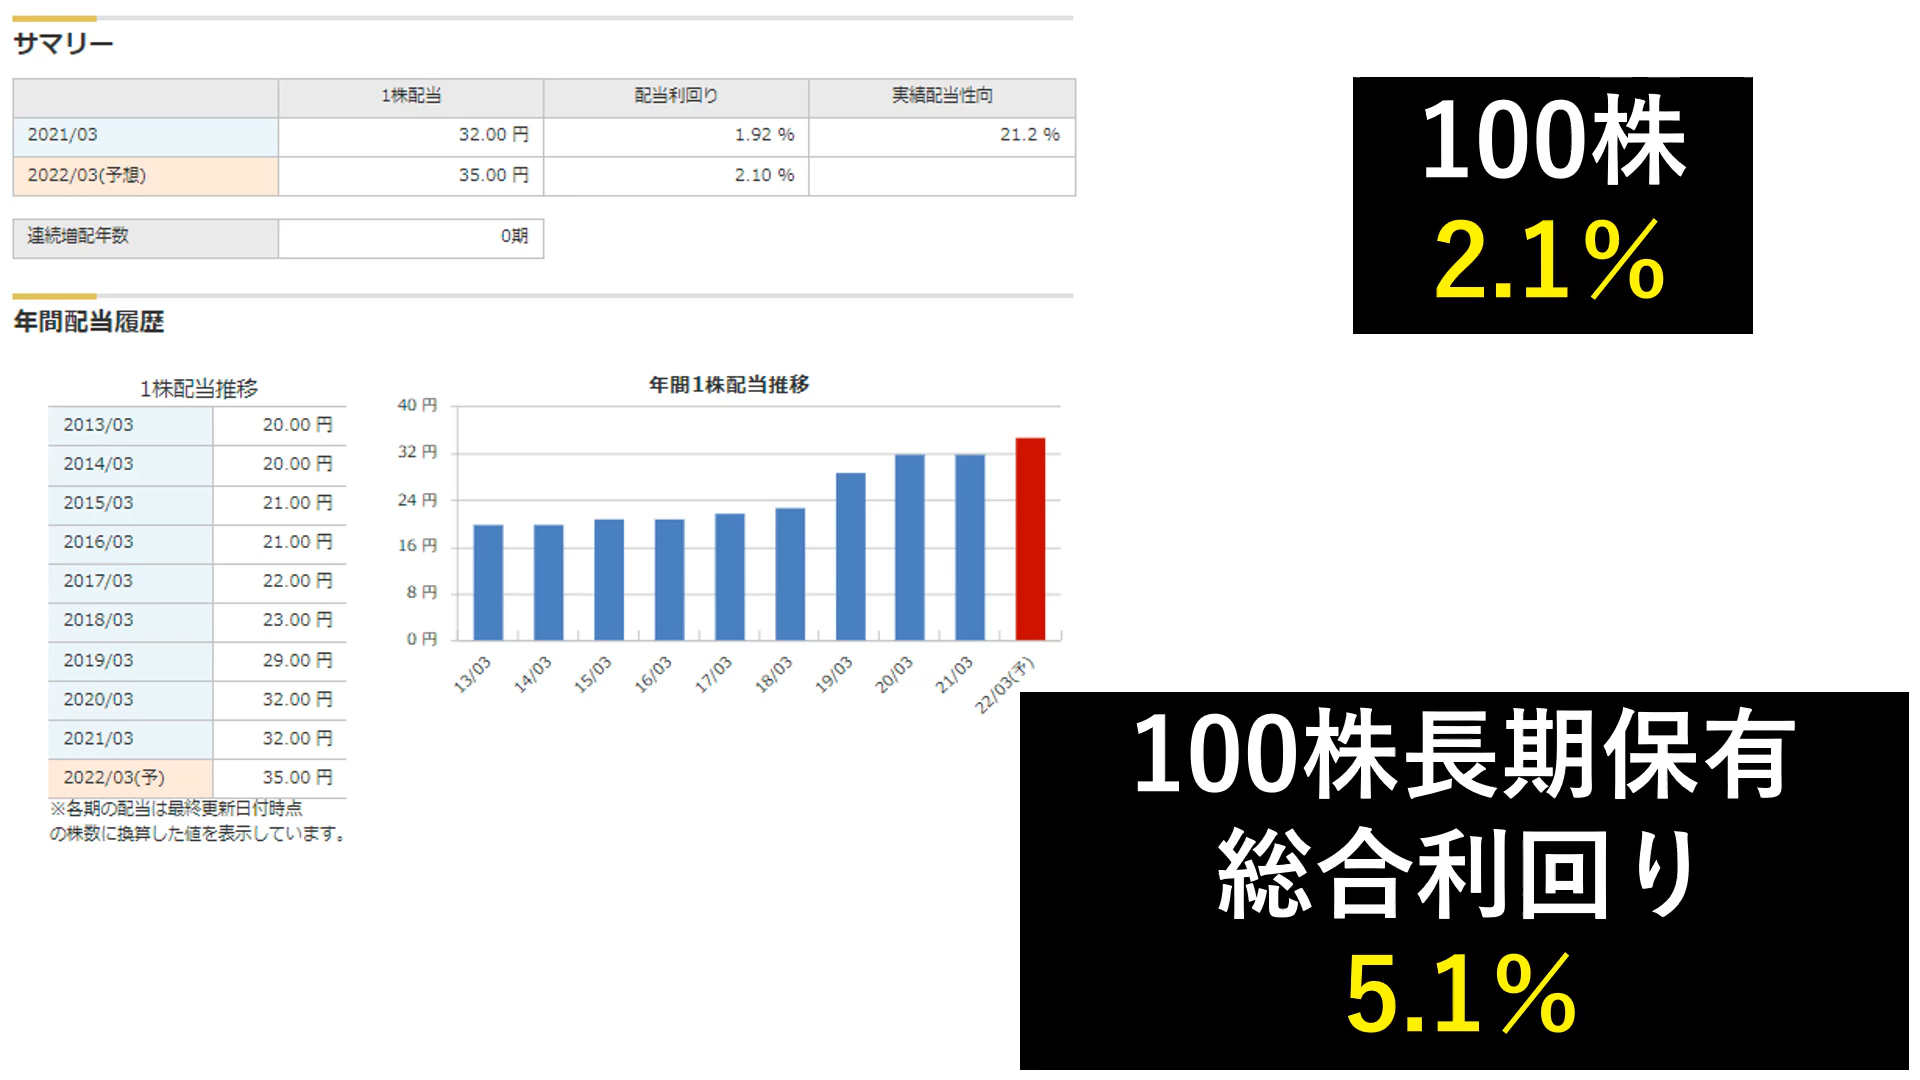 サマリー
1株配当 配当利回り 実績配当性向
2021/03 32.00 円 1.92 % 21.2 %
2022/03(予想) 35.00 円 2.10 %
連続増配年数 0期
年間配当履歴
1株配当推移
2013/03 20.00 円
2014/03 20.00 円
2015/03 21.00 円
2016/03 21.00 円
2017/03 22.00 円
2018/03 23.00 円
2019/03 29.00 円
2020/03 32.00 円
2021/03 32.00 円
2022/03(予) 35.00 円
※各期の配当は最終更新日付時点
の株数に換算した値を表示しています。
年間1株配当推移
40 円
32 円
24 円
16 円
8 円
0 円
13/03 14/03 15/03 16/03 17/03 18/03 19/03 20/03 21/03 22/03(予)
100株
2.1%
100株長期保有
総合利回り
5.1%